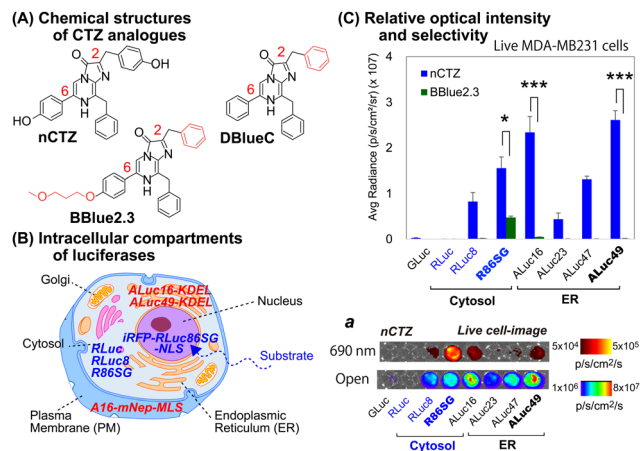 (A) Chemical structures
of CTZ analogues
2
O
N
OH
6
N
N
H
HO
nCTZ
2
O
N
6
N
N
H
DBlueC
2
O
N
6
N
N
H
O
O
BBlue2.3
(B) Intracellular compartments
of luciferases
Golgi
ALuc16-KDEL
ALuc49-KDEL
Nucleus
iRFP-RLuc86SG
-NLS
Cytosol
RLuc
RLuc8
R86SG
Substrate
A16-mNep-MLS
Plasma
Membrane (PM)
Endoplasmic
Reticulum (ER)
(C) Relative optical intensity
and selectivity
Live MDA-MB231 cells
nCTZ
BBlue2.3
Avg Radiance (p/s/cm²/sr) (x 107)
4
3
2
1
0
*
***
***
GLuc
RLuc
RLuc8
R86SG
ALuc16
ALuc23
ALuc47
ALuc49
Cytosol
ER
a
nCTZ
Live cell-image
690 nm
5x10⁴
5x10⁵
p/s/cm²/s
Open
1x10⁶
8x10⁷
p/s/cm²/s
GLuc
RLuc
RLuc8
R86SG
ALuc16
ALuc23
ALuc47
ALuc49
Cytosol
ER